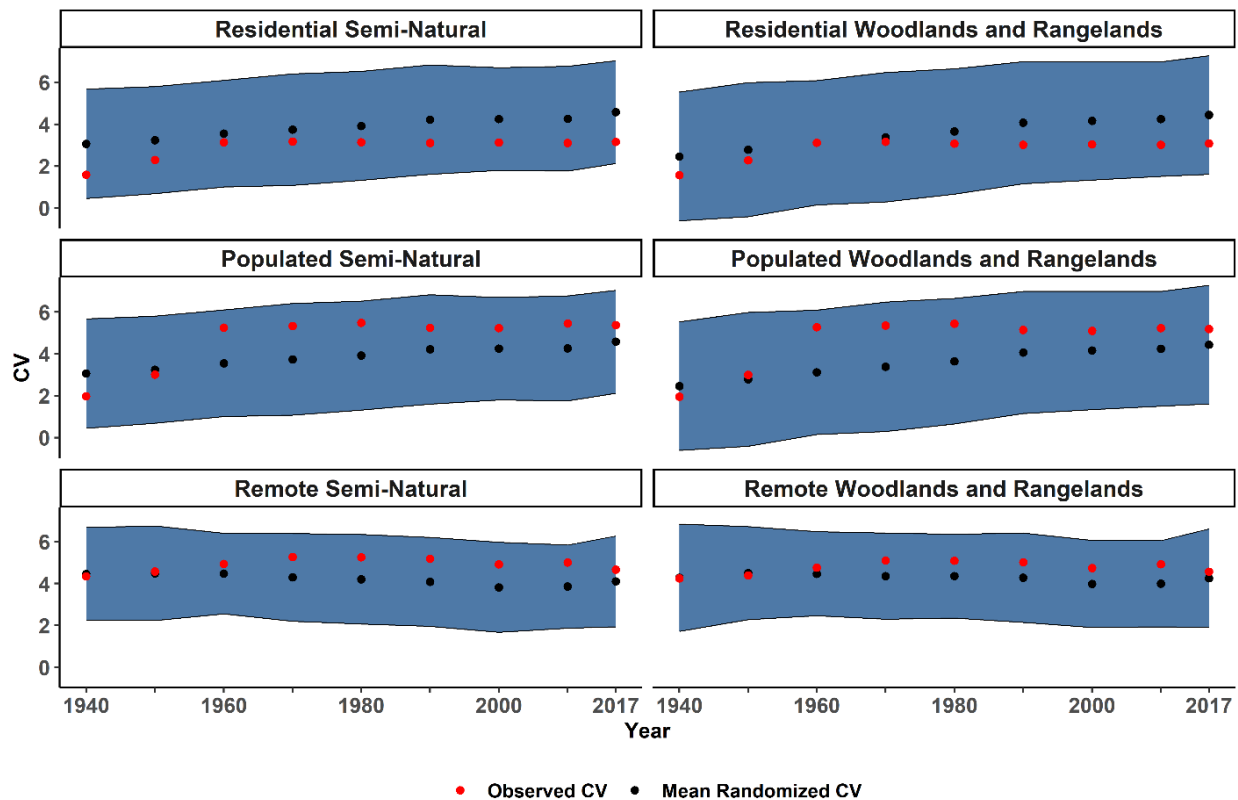 Residential Semi-Natural
Residential Woodlands and Rangelands
6
4
2
0
Populated Semi-Natural
Populated Woodlands and Rangelands
6
4
2
0
CV
Remote Semi-Natural
Remote Woodlands and Rangelands
6
4
2
0
1940 1960 1980 2000 2017
1940 1960 1980 2000 2017
Year
Observed CV
Mean Randomized CV